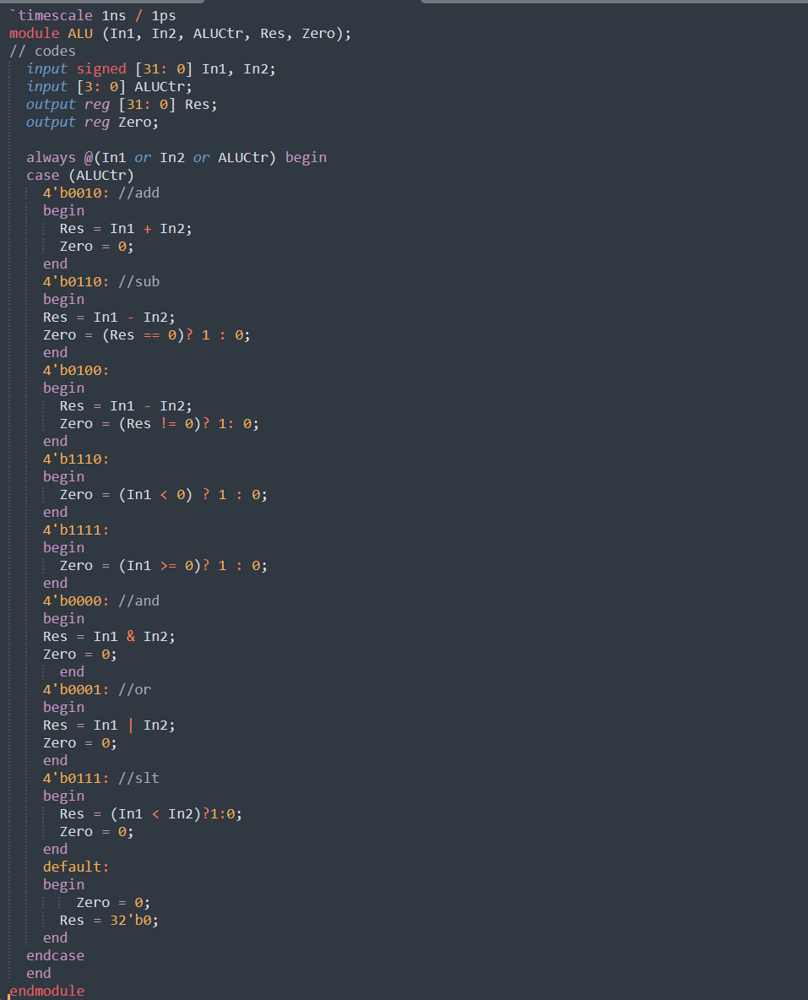 `timescale 1ns / 1ps
module ALU (In1, In2, ALUCtr, Res, Zero);
// codes
input signed [31: 0] In1, In2;
input [3: 0] ALUCtr;
output reg [31: 0] Res;
output reg Zero;
always @(In1 or In2 or ALUCtr) begin
case (ALUCtr)
4'b0010: //add
begin
Res = In1 + In2;
Zero = 0;
end
4'b0110: //sub
begin
Res = In1 - In2;
Zero = (Res == 0)? 1 : 0;
end
4'b0100:
begin
Res = In1 - In2;
Zero = (Res != 0)? 1: 0;
end
4'b1110:
begin
Zero = (In1 < 0) ? 1 : 0;
end
4'b1111:
begin
Zero = (In1 >= 0)? 1 : 0;
end
4'b0000: //and
begin
Res = In1 & In2;
Zero = 0;
end
4'b0001: //or
begin
Res = In1 | In2;
Zero = 0;
end
4'b0111: //slt
begin
Res = (In1 < In2)?1:0;
Zero = 0;
end
default:
begin
Zero = 0;
Res = 32'b0;
end
endcase
end
endmodule